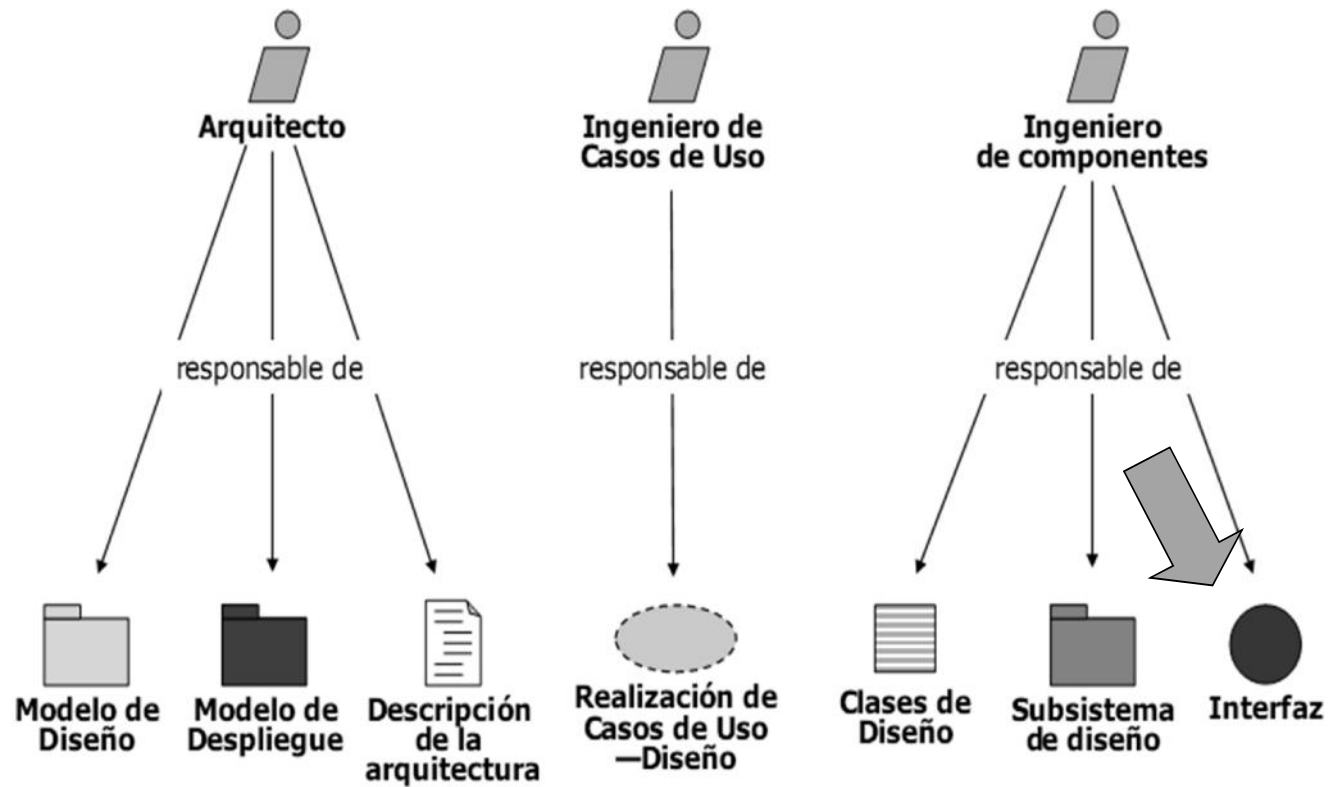 Arquitecto
Ingeniero de
Casos de Uso
Ingeniero
de componentes
responsable de
responsable de
responsable de
Modelo de
Diseño
Modelo de
Despliegue
Descripción
de la
arquitectura
Realización de
Casos de Uso
—Diseño
Clases de
Diseño
Subsistema
de diseño
Interfaz